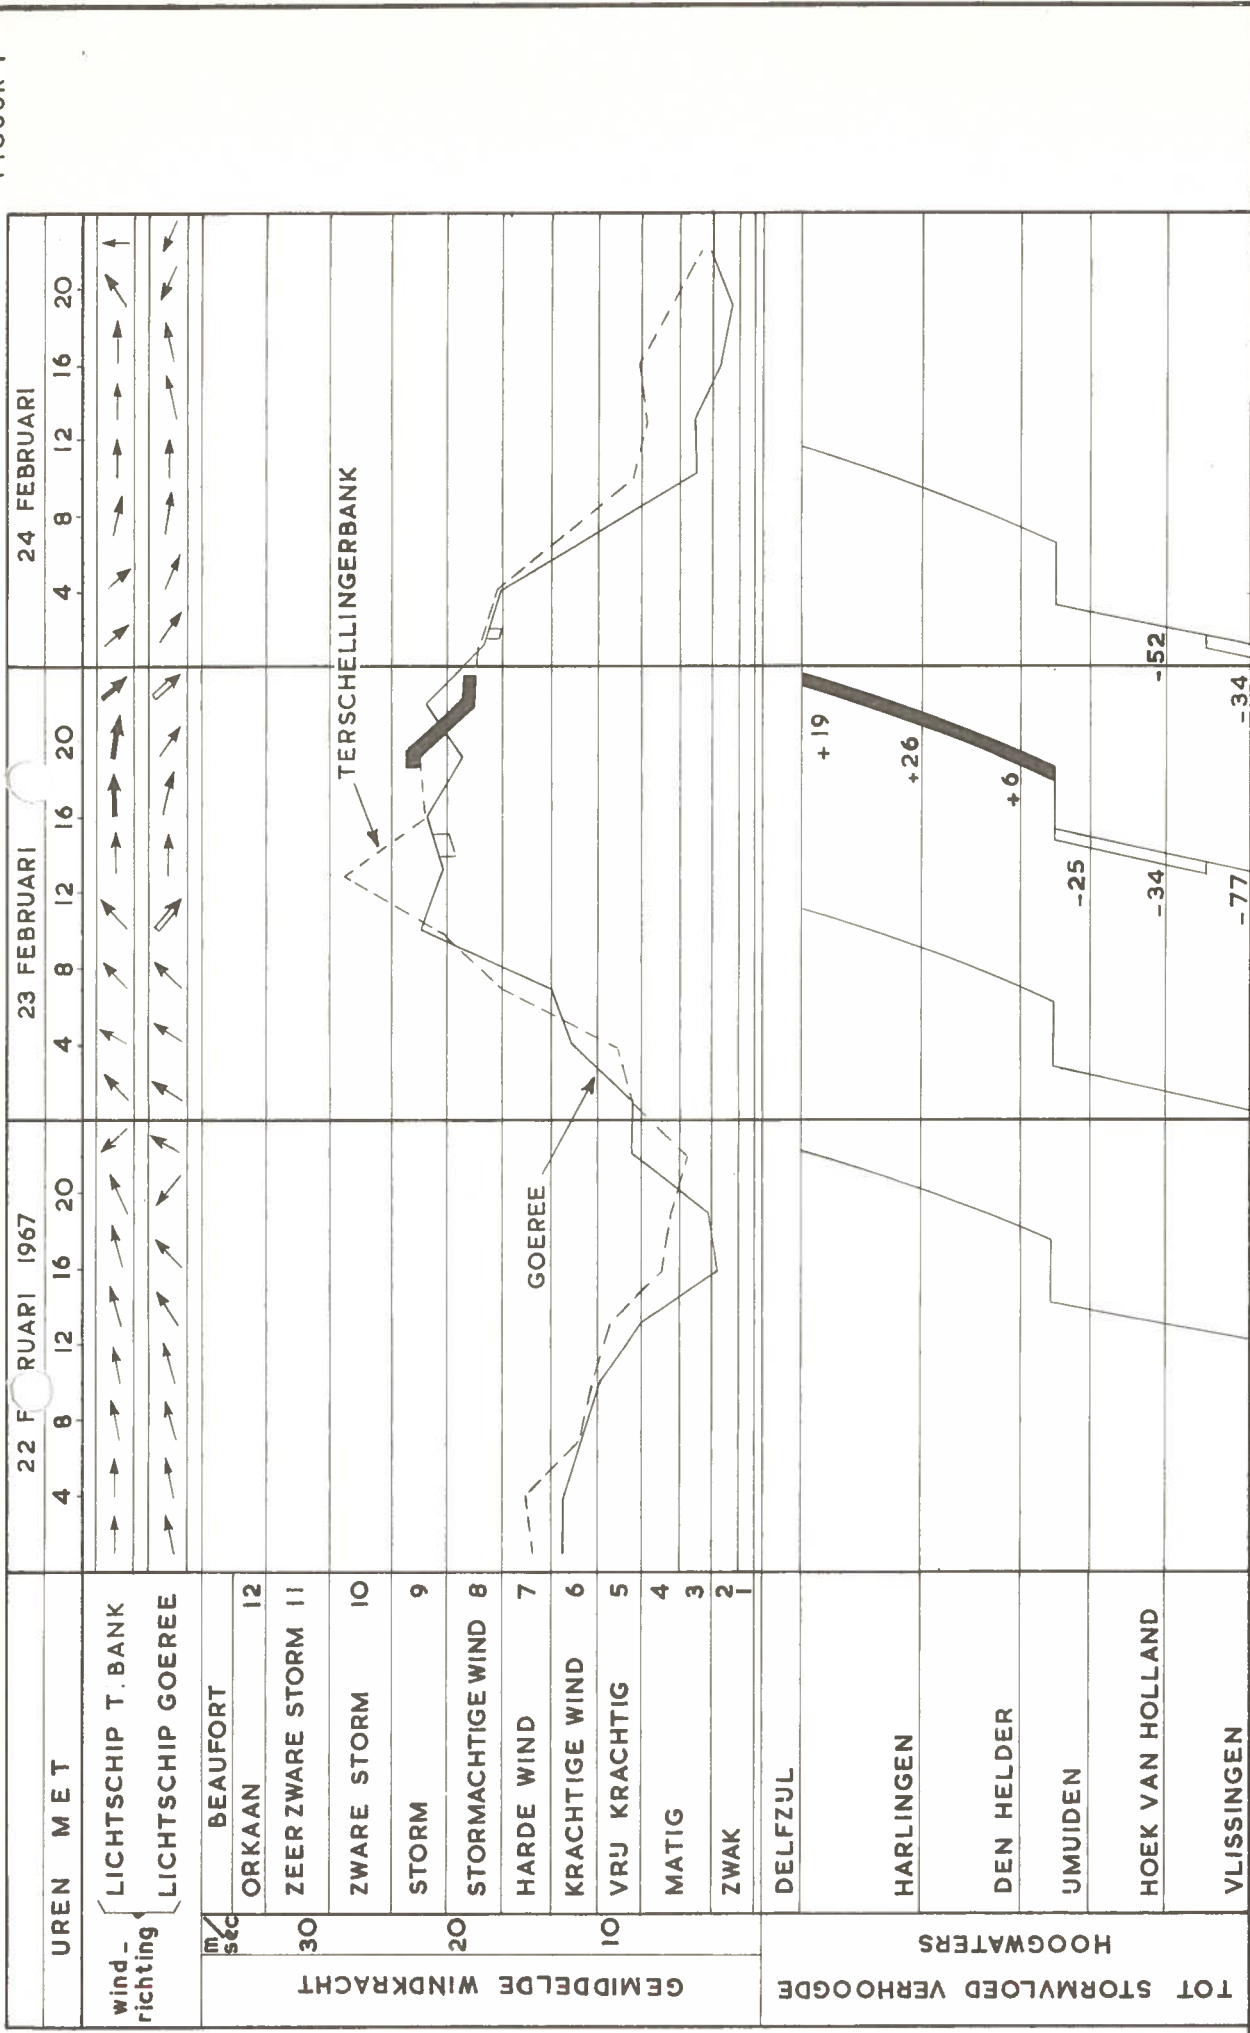 22 F RUARI 1967
23 FEBRUARI
24 FEBRUARI
UREN MET
4 8 12 16 20
4 8 12 16 20
4 8 12 16 20
wind-
richting
LICHTSCHIP T. BANK
LICHTSCHIP GOEREE
GEMIDDELDE WINDKRACHT
m/
sec
30
20
10
BEAUFORT
ORKAAN 12
ZEER ZWARE STORM 11
ZWARE STORM 10
STORM 9
STORMACHTIGE WIND 8
HARDE WIND 7
KRACHTIGE WIND 6
VRIJ KRACHTIG 5
MATIG 4
3
ZWAK 2
1
TERSCHELLINGERBANK
GOEREE
TOT STORMVLOED VERHOOGDE
HOOGWATERS
DELFZIJL
HARLINGEN
DEN HELDER
IJMUIDEN
HOEK VAN HOLLAND
VLISSINGEN
+19
+26
+6
-25
-34
-52
-77
-34